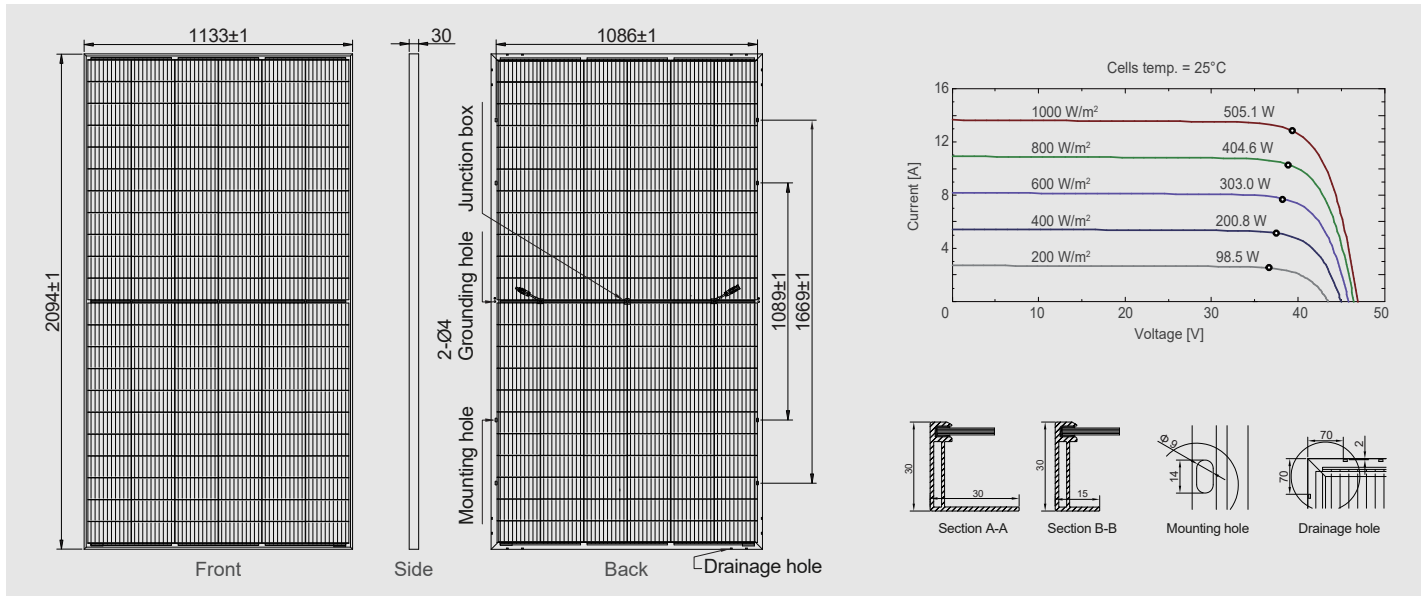 1133±1
30
1086±1
2094±1
Junction box
2-Ø4
Grounding hole
Mounting hole
1089±1
1669±1
Front
Side
Back
Drainage hole
Cells temp. = 25°C
Current [A]
16
12
8
4
1000 W/m²
505.1 W
800 W/m²
404.6 W
600 W/m²
303.0 W
400 W/m²
200.8 W
200 W/m²
98.5 W
0
10
20
30
40
50
Voltage [V]
30
30
Section A-A
30
15
Section B-B
Φ 9
14
Mounting hole
70
2
70
Drainage hole